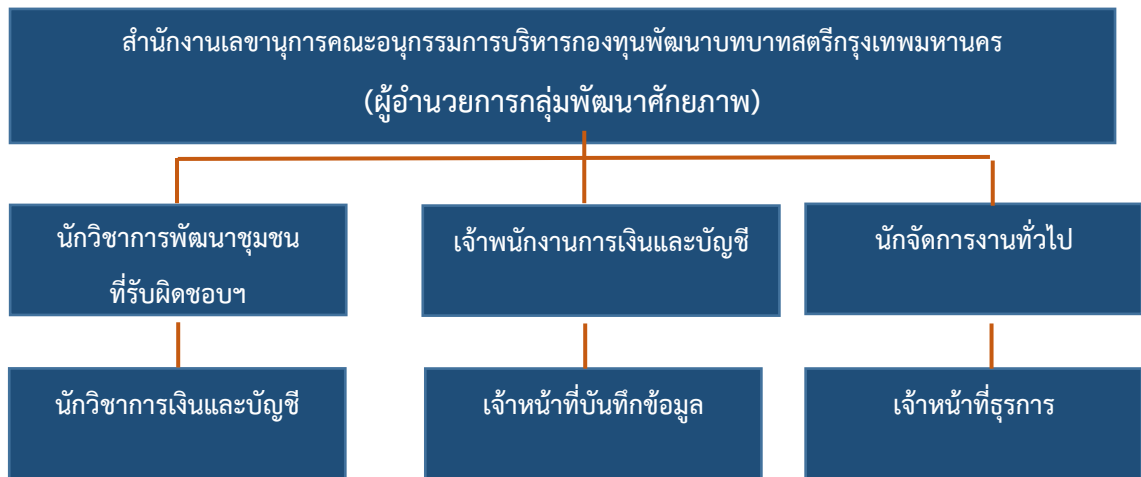 สำนักงานเลขานุการคณะอนุกรรมการบริหารกองทุนพัฒนาบทบาทสตรีกรุงเทพมหานคร
(ผู้อำนวยการกลุ่มพัฒนาศักยภาพ)
นักวิชาการพัฒนาชุมชน
ที่รับผิดชอบฯ
เจ้าพนักงานการเงินและบัญชี
นักจัดการงานทั่วไป
นักวิชาการเงินและบัญชี
เจ้าหน้าที่บันทึกข้อมูล
เจ้าหน้าที่ธุรการ